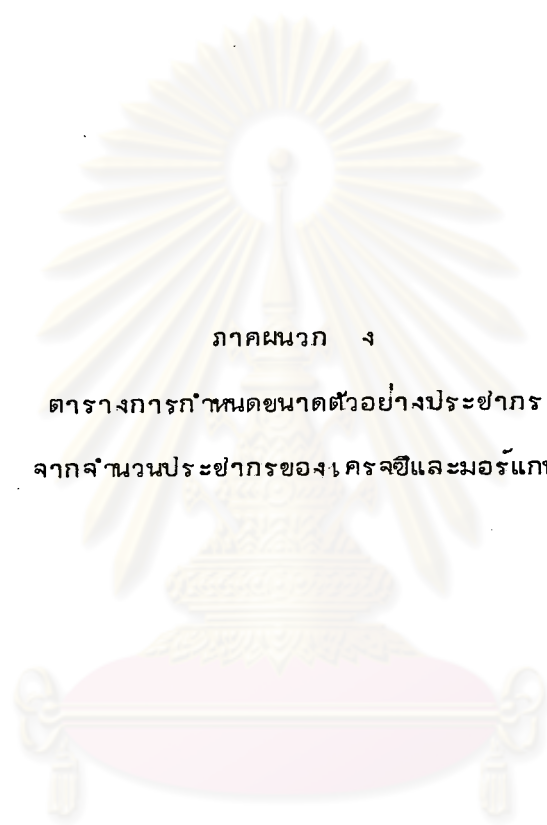 ภาคผนวก ง
ตารางการกำหนดขนาดตัวอย่างประชากร
จากจำนวนประชากรของเครจซีและมอร์แกน